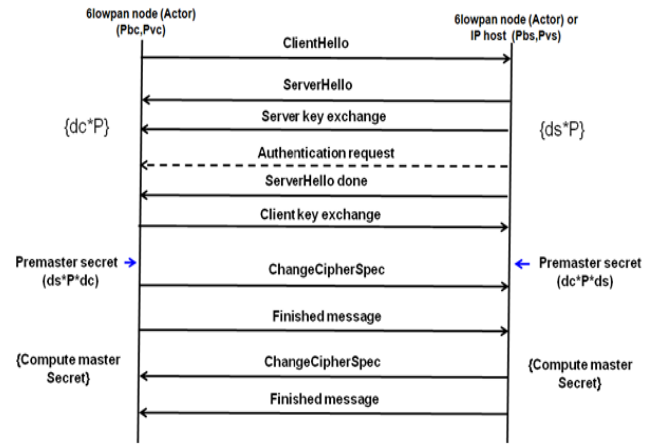 6lowpan node (Actor)
(Pbc,Pvc)
6lowpan node (Actor) or
IP host (Pbs,Pvs)
ClientHello
ServerHello
Server key exchange
{dc*P}
{ds*P}
Authentication request
ServerHello done
Client key exchange
Premaster secret
(ds*P*dc)
Premaster secret
(dc*P*ds)
ChangeCipherSpec
Finished message
{Compute master
Secret}
ChangeCipherSpec
{Compute master
Secret}
Finished message